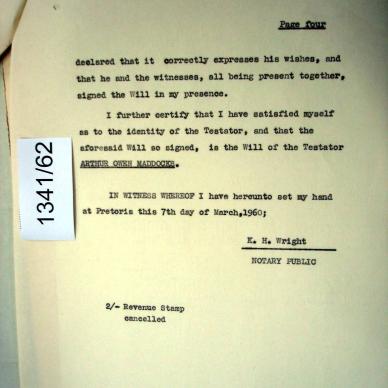 Page four
declared that it correctly expresses his wishes, and
that he and the witnesses, all being present together,
signed the Will in my presence.
I further certify that I have satisfied myself
as to the identity of the Testator, and that the
aforesaid Will so signed, is the Will of the Testator
ARTHUR OWEN MADDOCKS.
1341/62
IN WITNESS WHEREOF I have hereunto set my hand
at Pretoria this 7th day of March,1960;
K. H. Wright
NOTARY PUBLIC
2/- Revenue Stamp
cancelled